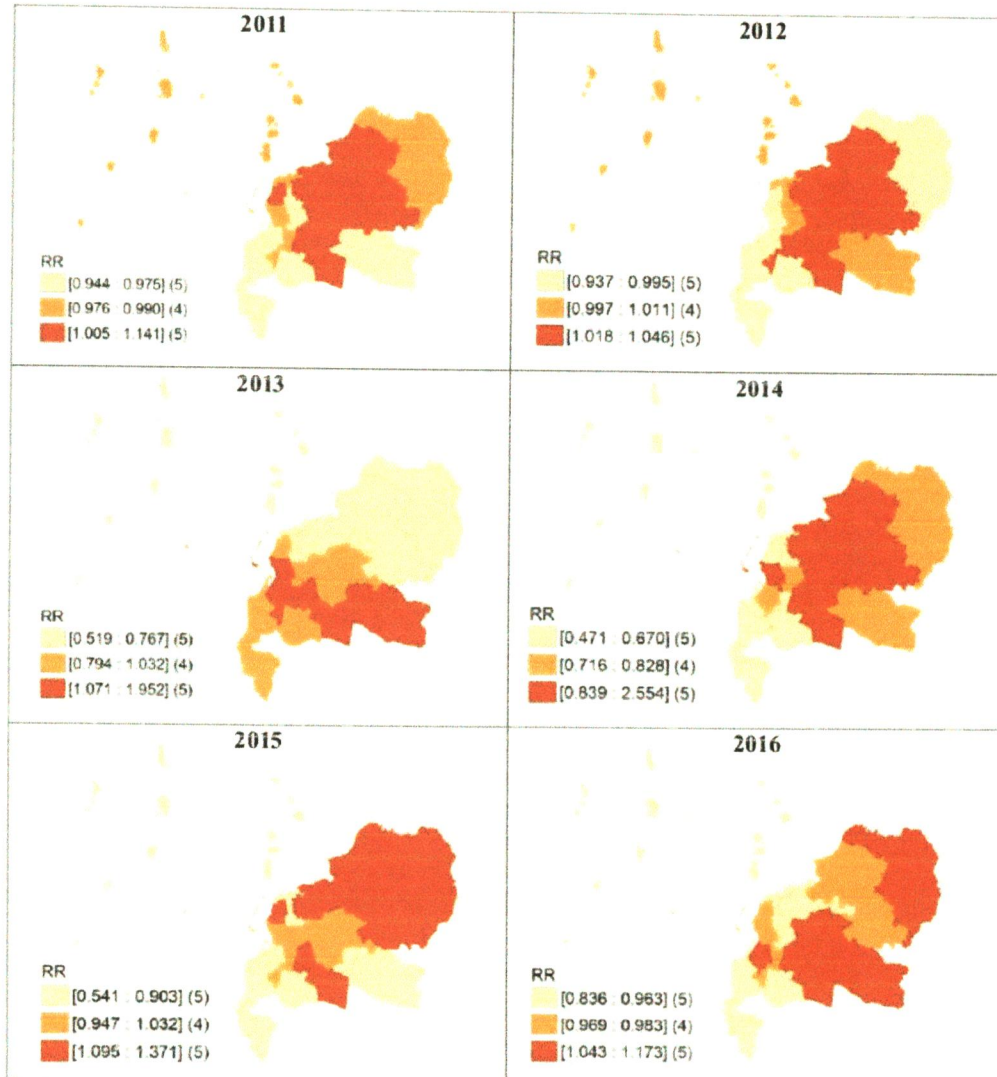 2011
RR
[0.944 : 0.975] (5)
[0.976 : 0.990] (4)
[1.005 : 1.141] (5)
2012
RR
[0.937 : 0.995] (5)
[0.997 : 1.011] (4)
[1.018 : 1.046] (5)
2013
RR
[0.519 : 0.767] (5)
[0.794 : 1.032] (4)
[1.071 : 1.952] (5)
2014
RR
[0.471 : 0.670] (5)
[0.716 : 0.828] (4)
[0.839 : 2.554] (5)
2015
RR
[0.541 : 0.903] (5)
[0.947 : 1.032] (4)
[1.095 : 1.371] (5)
2016
RR
[0.836 : 0.963] (5)
[0.969 : 0.983] (4)
[1.043 : 1.173] (5)